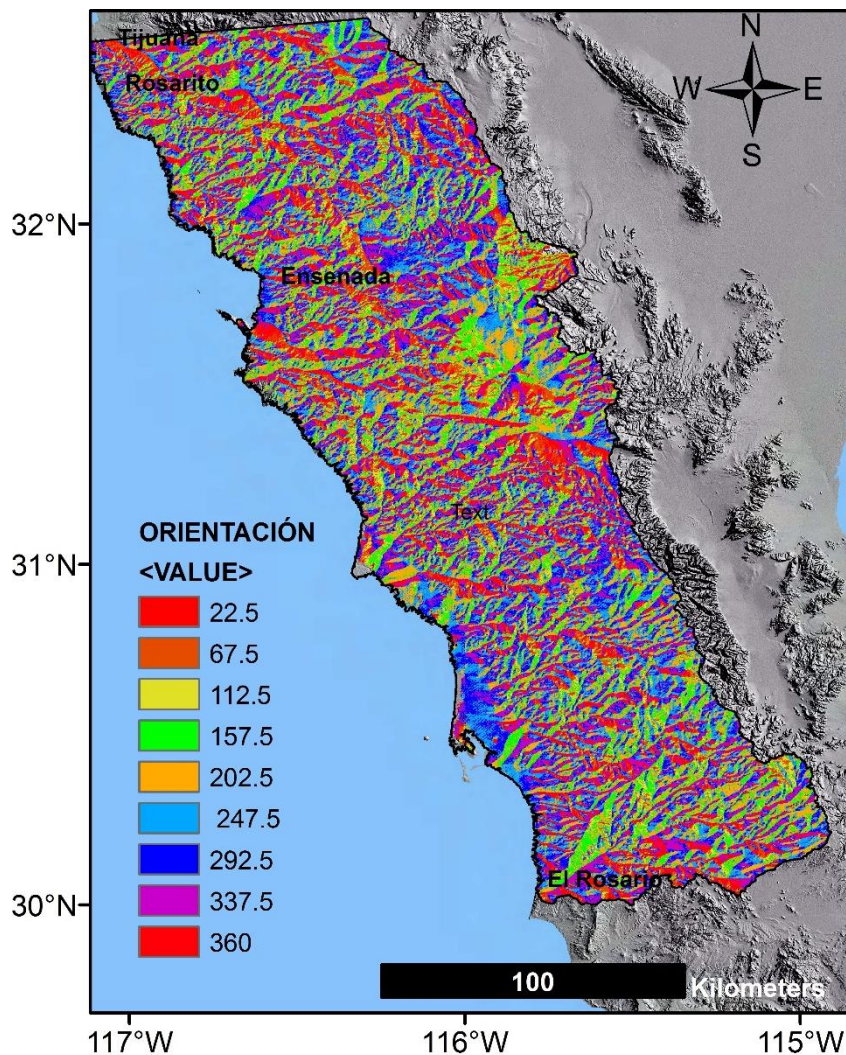 Tijuana
Rosarito
N
W E
S
32°N
Ensenada
Text
ORIENTACIÓN
31°N
<VALUE>
22.5
67.5
112.5
157.5
202.5
247.5
292.5
El Rosario
337.5
30°N
360
100
Kilometers
117°W 116°W 115°W